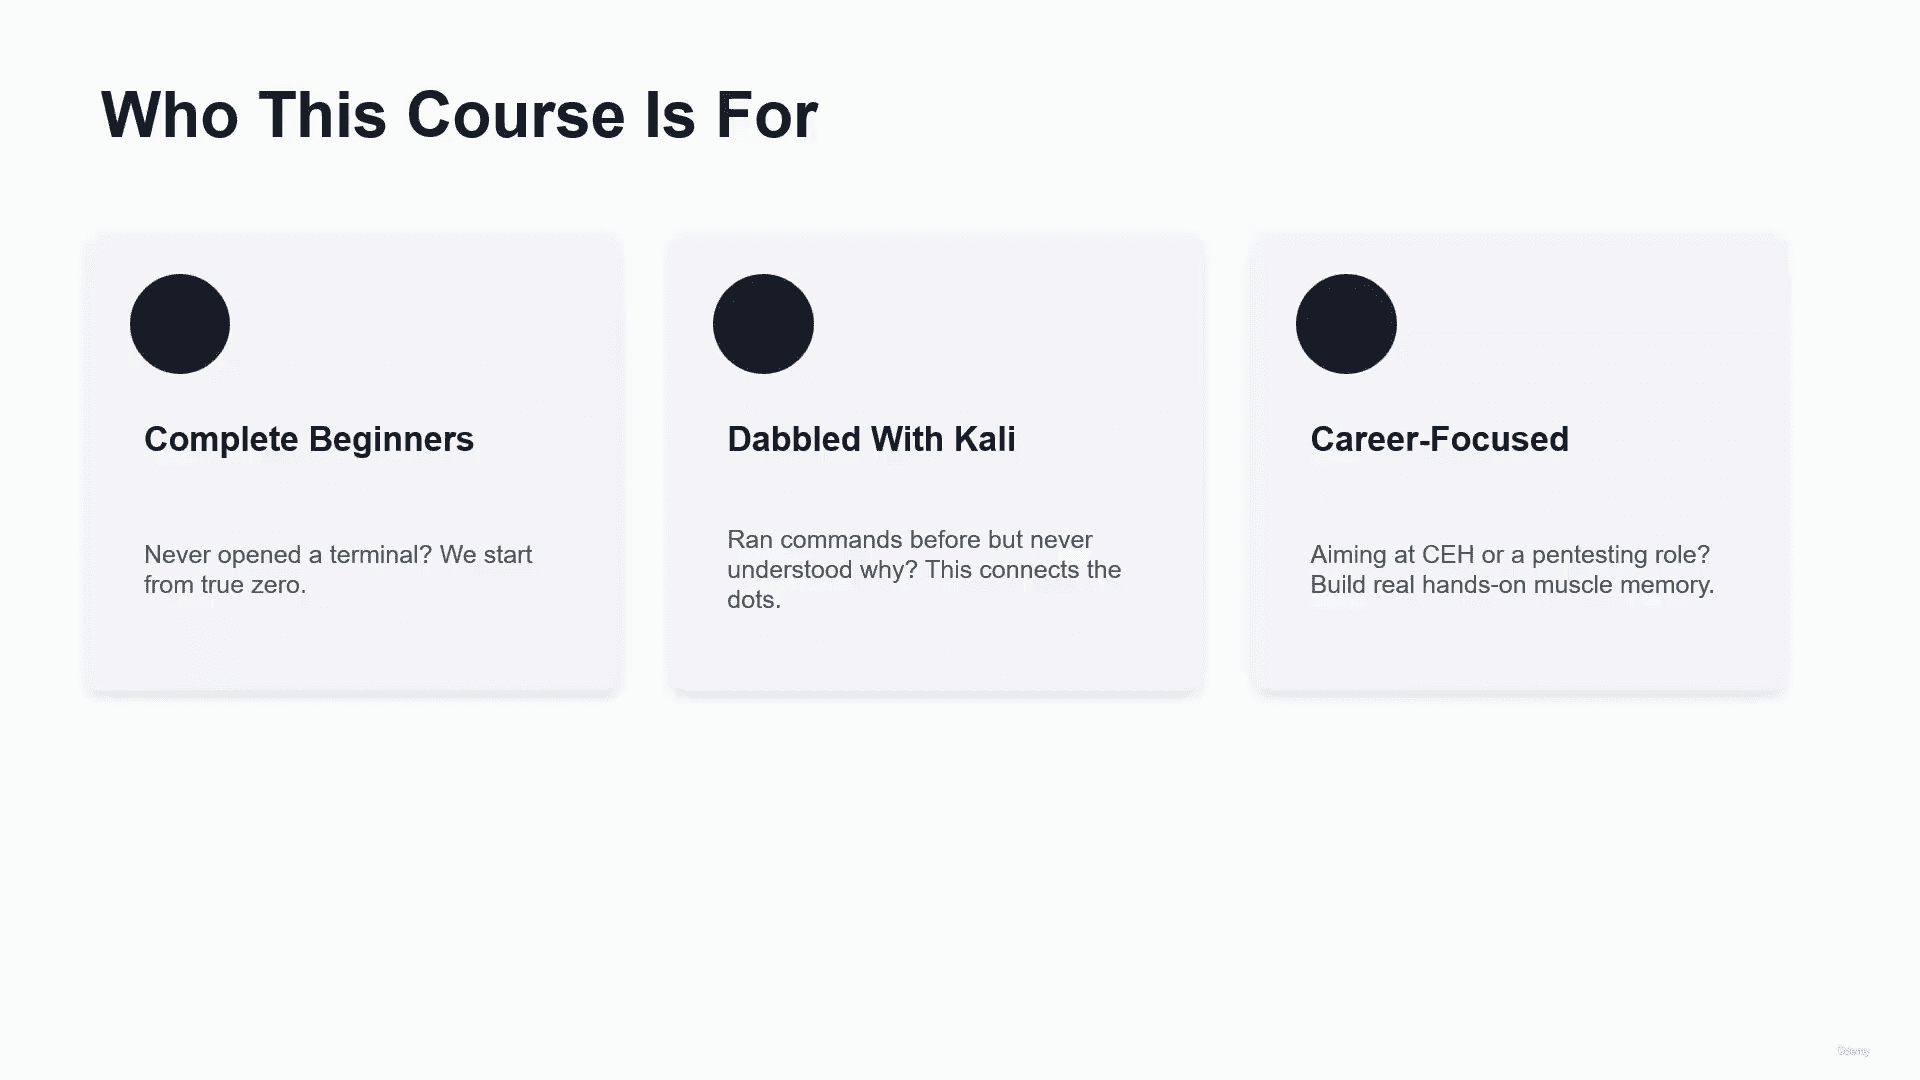 Who This Course Is For
Complete Beginners
Never opened a terminal? We start
from true zero.
Dabbled With Kali
Ran commands before but never
understood why? This connects the
dots.
Career-Focused
Aiming at CEH or a pentesting role?
Build real hands-on muscle memory.
Udemy